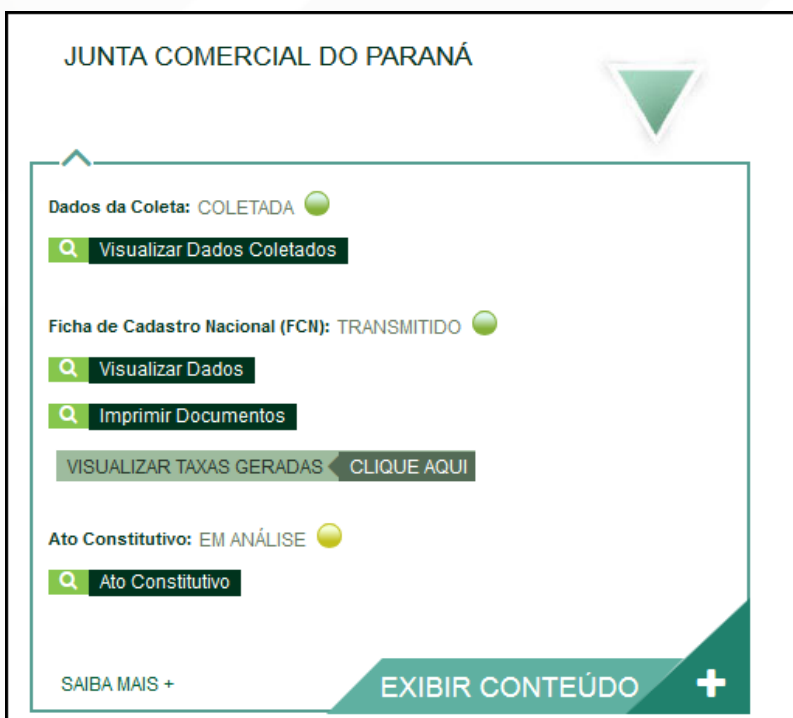 JUNTA COMERCIAL DO PARANÁ
Dados da Coleta: COLETADA
Visualizar Dados Coletados
Ficha de Cadastro Nacional (FCN): TRANSMITIDO
Visualizar Dados
Imprimir Documentos
VISUALIZAR TAXAS GERADAS CLIQUE AQUI
Ato Constitutivo: EM ANÁLISE
Ato Constitutivo
SAIBA MAIS + EXIBIR CONTEÚDO +